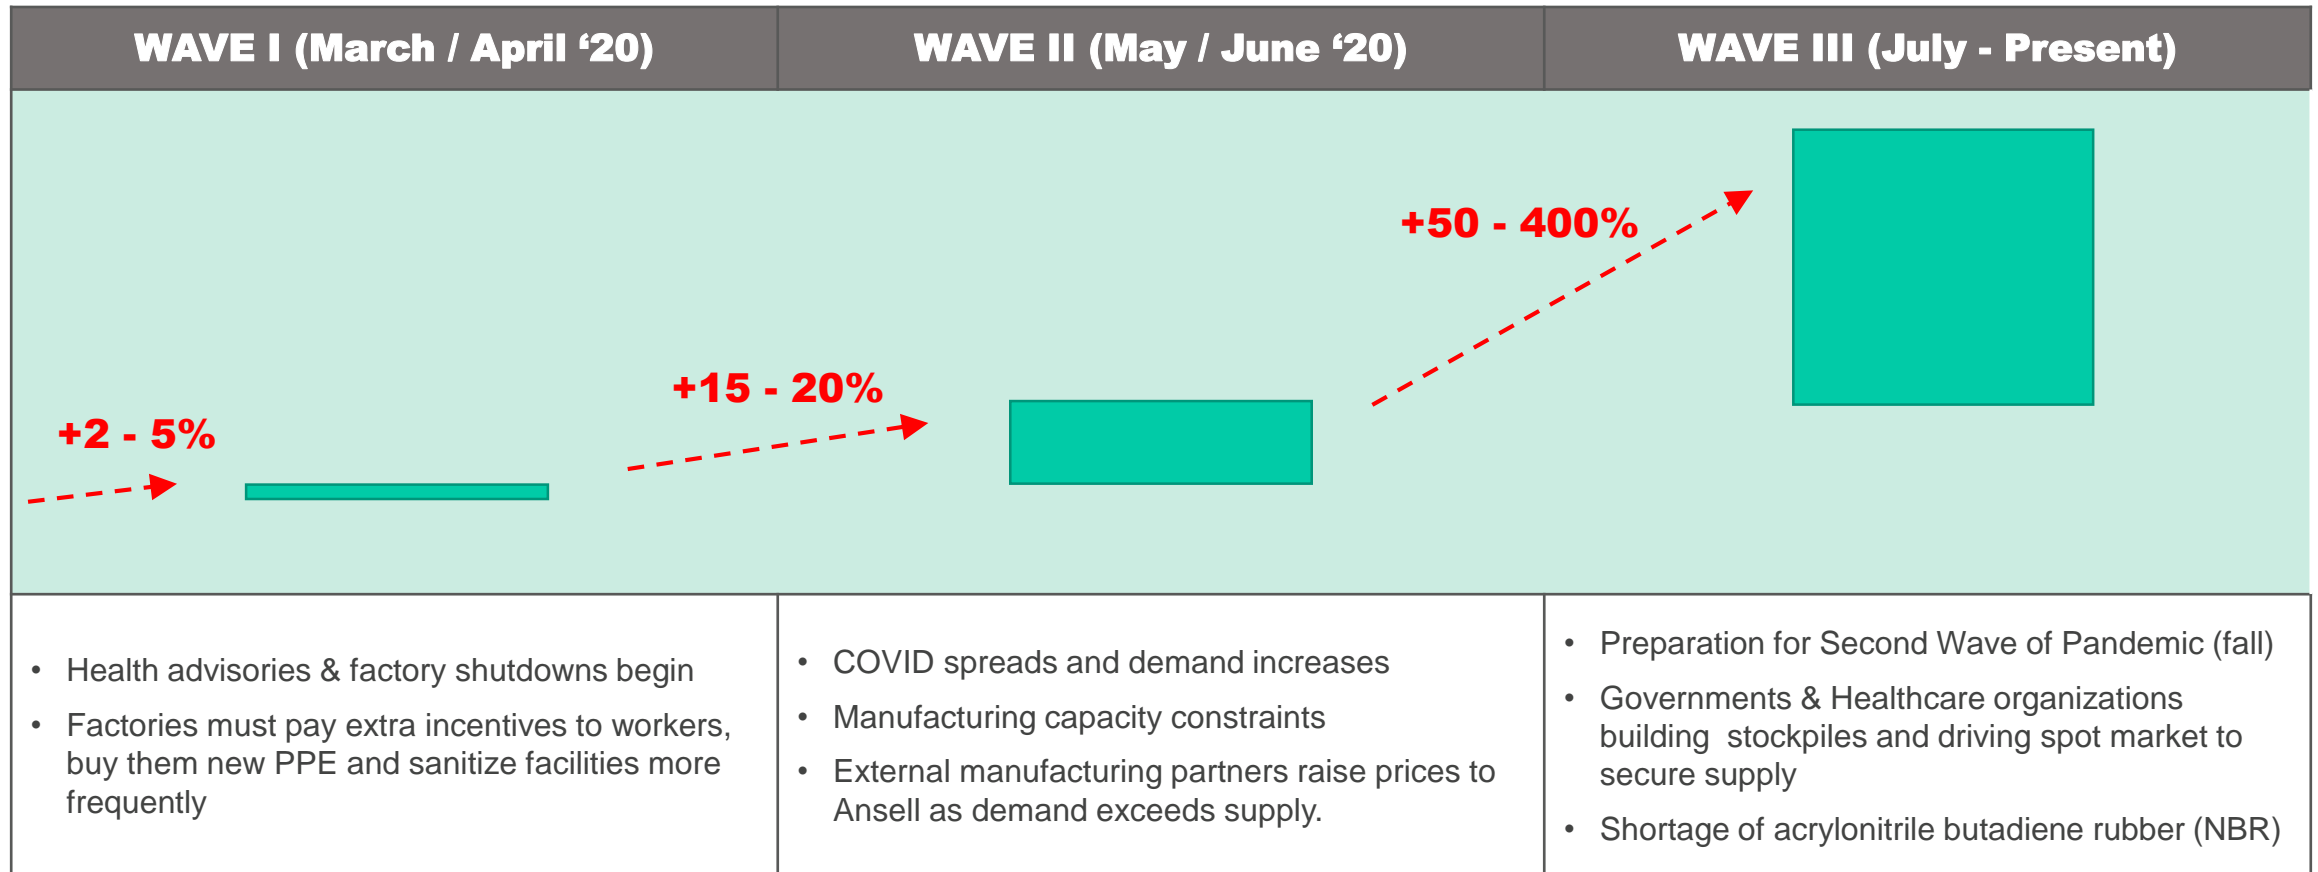 WAVE I (March / April ‘20)
WAVE II (May / June ‘20)
WAVE III (July - Present)
+2 - 5%
+15 - 20%
+50 - 400%
• Health advisories & factory shutdowns begin
• Factories must pay extra incentives to workers,
buy them new PPE and sanitize facilities more
frequently
• COVID spreads and demand increases
• Manufacturing capacity constraints
• External manufacturing partners raise prices to
Ansell as demand exceeds supply.
• Preparation for Second Wave of Pandemic (fall)
• Governments & Healthcare organizations
building  stockpiles and driving spot market to
secure supply
• Shortage of acrylonitrile butadiene rubber (NBR)